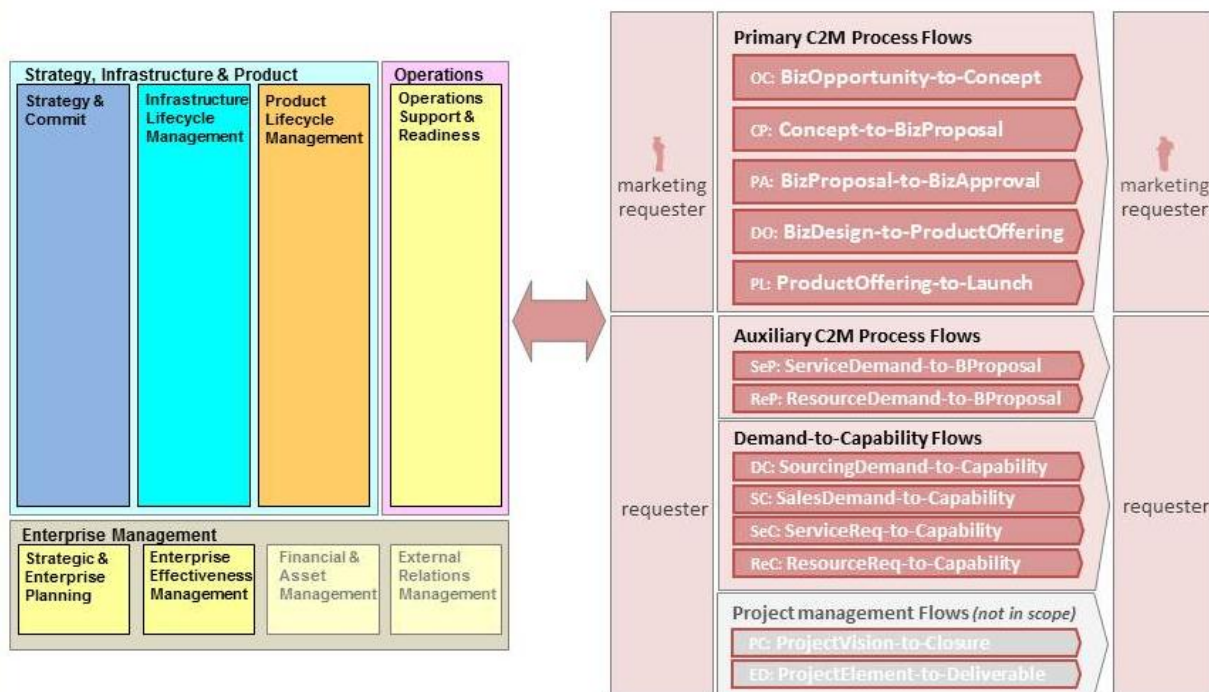 Strategy, Infrastructure & Product
Strategy &
Commit
Infrastructure
Lifecycle
Management
Product
Lifecycle
Management
Operations
Operations
Support &
Readiness
Enterprise Management
Strategic &
Enterprise
Planning
Enterprise
Effectiveness
Management
Financial &
Asset
Management
External
Relations
Management
marketing
requester
Primary C2M Process Flows
OC: BizOpportunity-to-Concept
CP: Concept-to-BizProposal
PA: BizProposal-to-BizApproval
DO: BizDesign-to-ProductOffering
PL: ProductOffering-to-Launch
marketing
requester
requester
Auxiliary C2M Process Flows
SeP: ServiceDemand-to-BProposal
ReP: ResourceDemand-to-BProposal
Demand-to-Capability Flows
DC: SourcingDemand-to-Capability
SC: SalesDemand-to-Capability
SeC: ServiceReq-to-Capability
ReC: ResourceReq-to-Capability
Project management Flows (not in scope)
PC: ProjectVision-to-Closure
ED: ProjectElement-to-Deliverable
requester